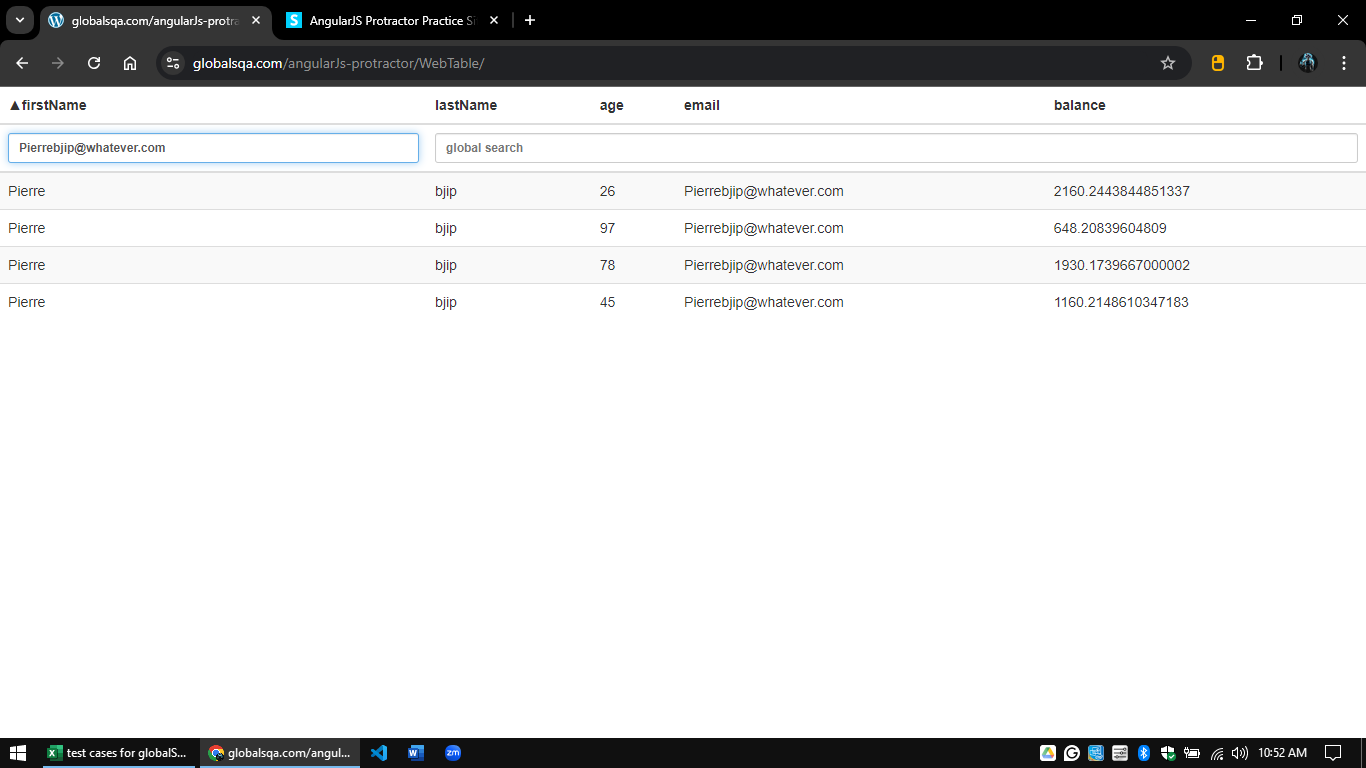 globalsqa.com/angularJs-protra
AngularJS Protractor Practice Si
globalsqa.com/angularJs-protractor/WebTable/
▲firstName lastName age email balance
Pierrebjip@whatever.com global search
Pierre bjip 26 Pierrebjip@whatever.com 2160.2443844851337
Pierre bjip 97 Pierrebjip@whatever.com 648.20839604809
Pierre bjip 78 Pierrebjip@whatever.com 1930.1739667000002
Pierre bjip 45 Pierrebjip@whatever.com 1160.2148610347183
test cases for globalS... globalsqa.com/angul... zm 10:52 AM